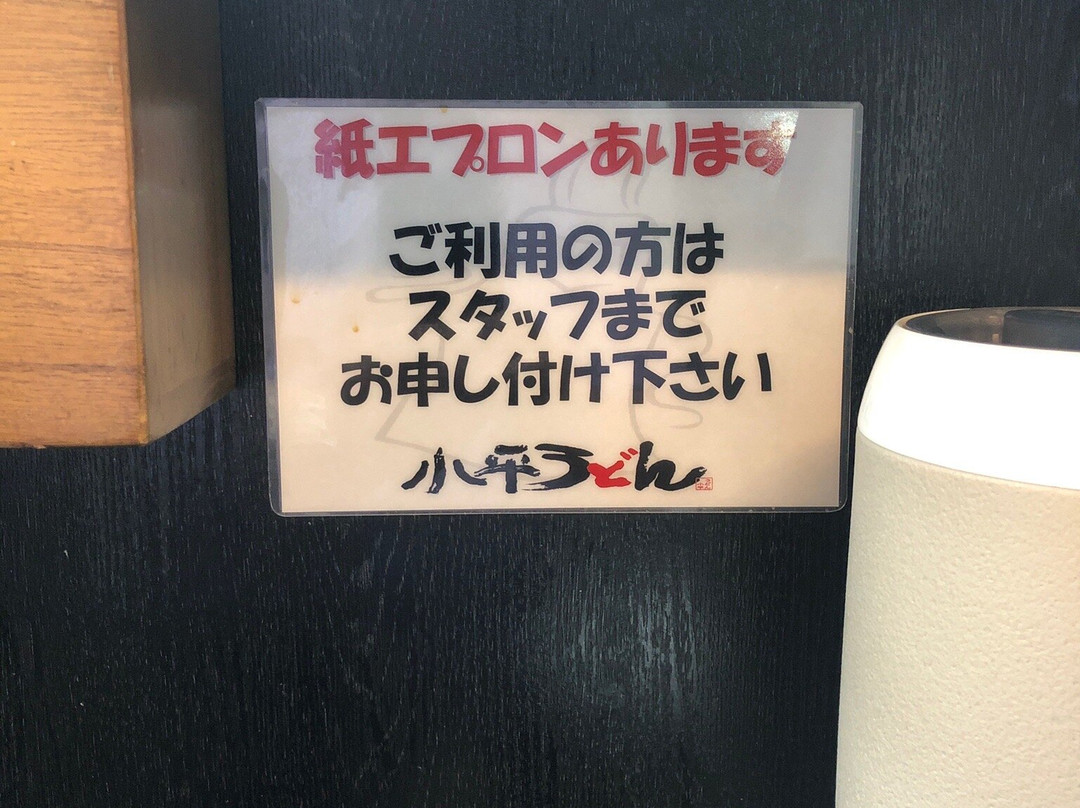 紙エプロンあります
ご利用の方は
スタッフまで
お申し付け下さい
小平うどん